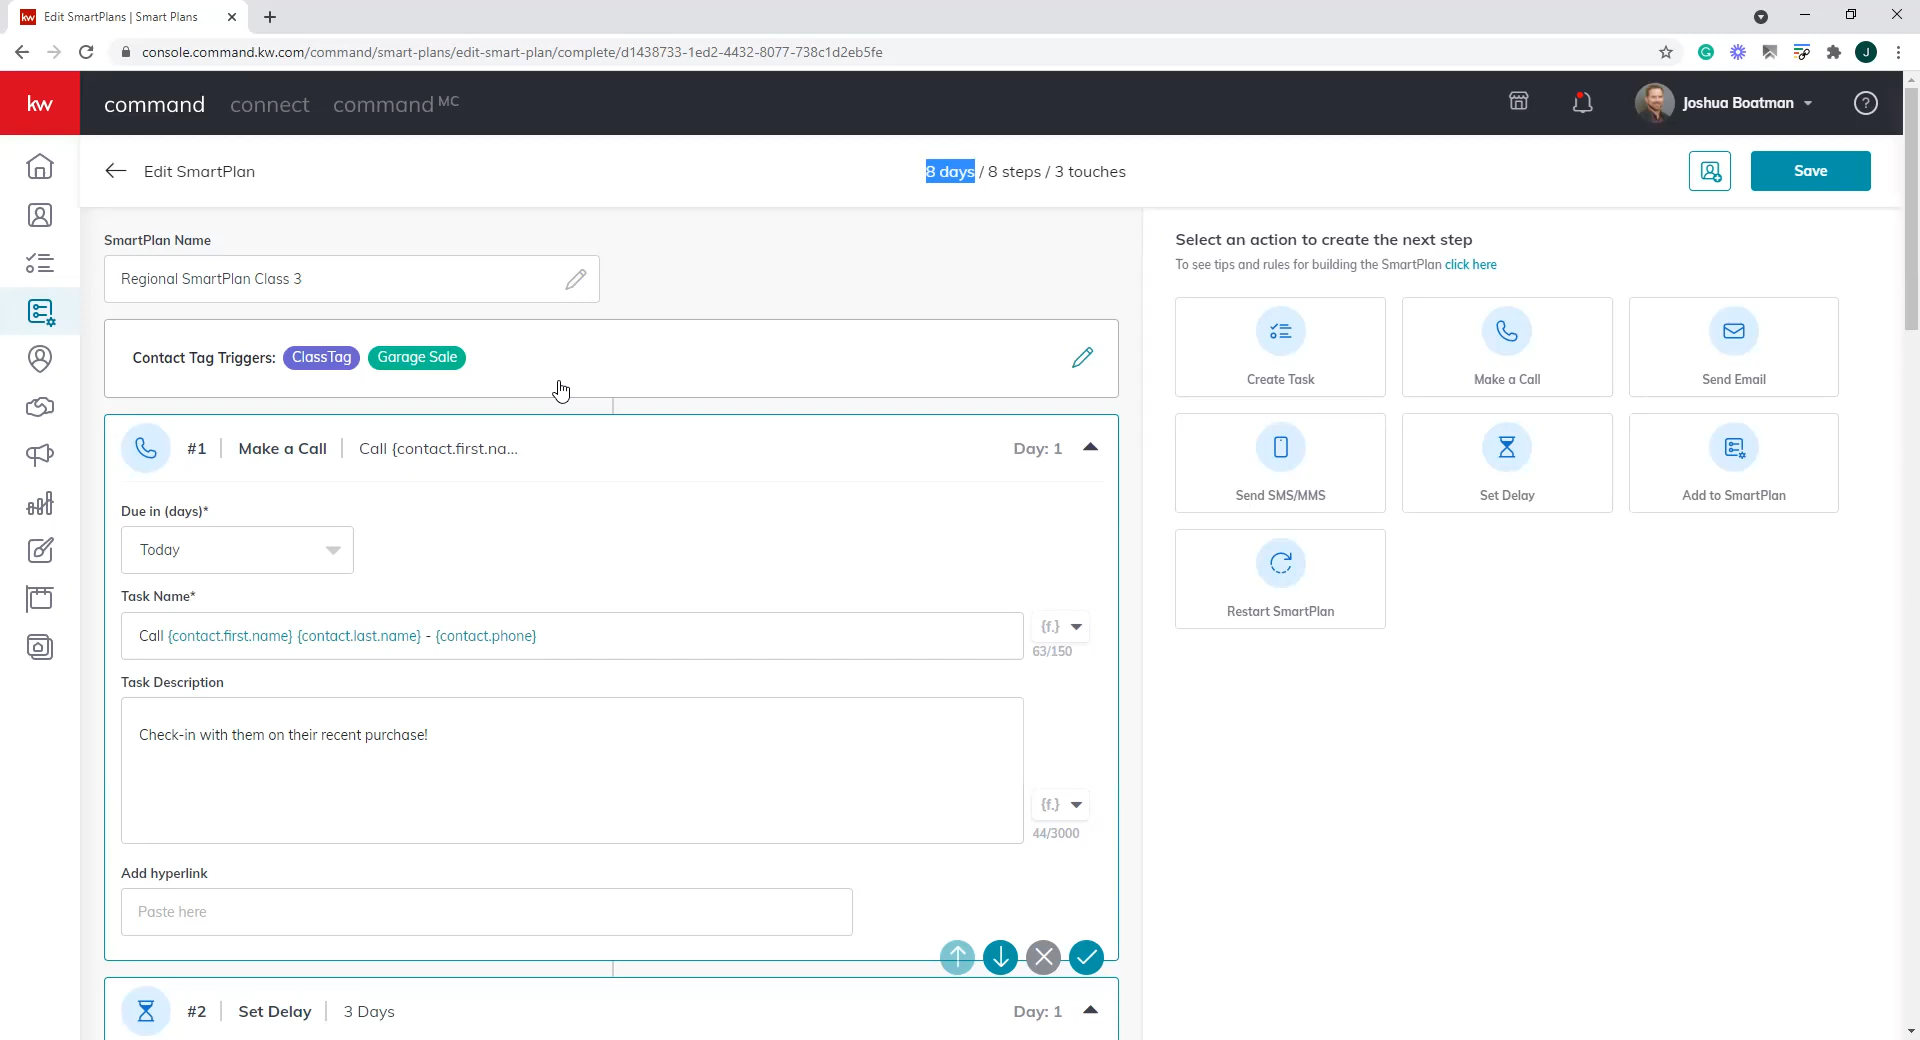 kw Edit SmartPlans | Smart Plans
console.command.kw.com/command/smart-plans/edit-smart-plan/complete/d1438733-1ed2-4432-8077-738c1d2eb5fe
J
kw command connect command MC
Joshua Boatman
?
Edit SmartPlan
8 days / 8 steps / 3 touches
Save
SmartPlan Name
Regional SmartPlan Class 3
Contact Tag Triggers: ClassTag Garage Sale
#1 Make a Call Call {contact.first.na...
Day: 1
Due in (days)*
Today
Task Name*
Call {contact.first.name} {contact.last.name} - {contact.phone}
{f.}
63/150
Task Description
Check-in with them on their recent purchase!
{f.}
44/3000
Add hyperlink
Paste here
#2 Set Delay 3 Days
Day: 1
Select an action to create the next step
To see tips and rules for building the SmartPlan click here
Create Task
Make a Call
Send Email
Send SMS/MMS
Set Delay
Add to SmartPlan
Restart SmartPlan